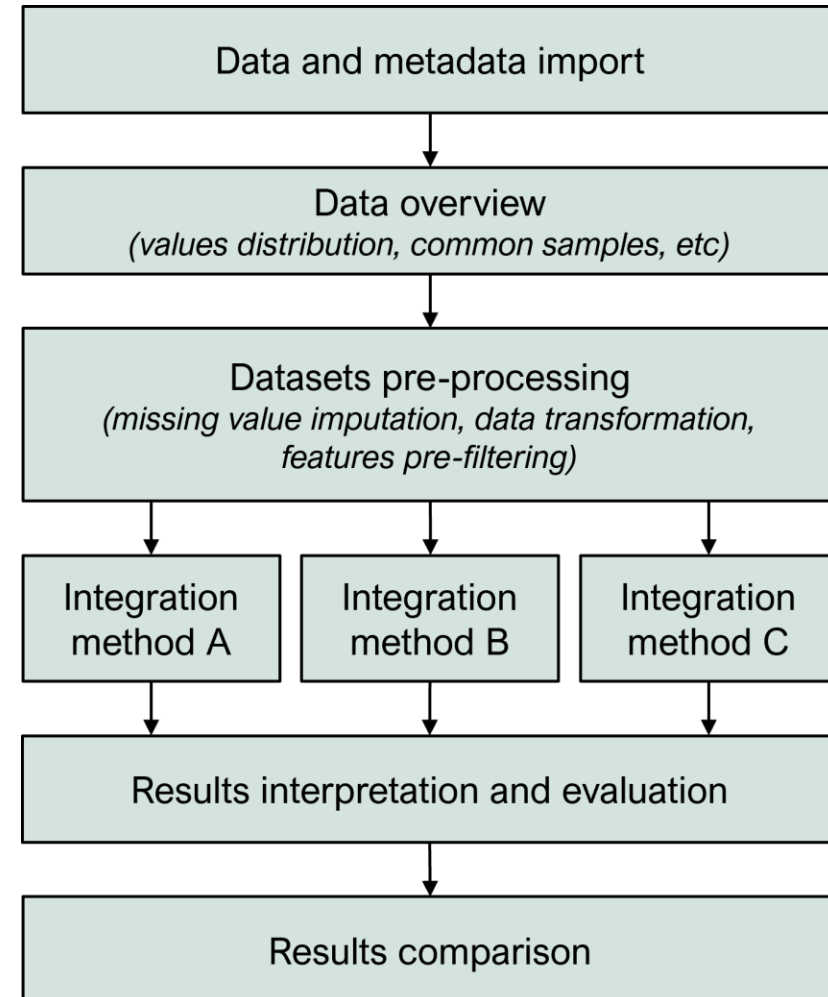 Data and metadata import
Data overview
(values distribution, common samples, etc)
Datasets pre-processing
(missing value imputation, data transformation,
features pre-filtering)
Integration
method A
Integration
method B
Integration
method C
Results interpretation and evaluation
Results comparison